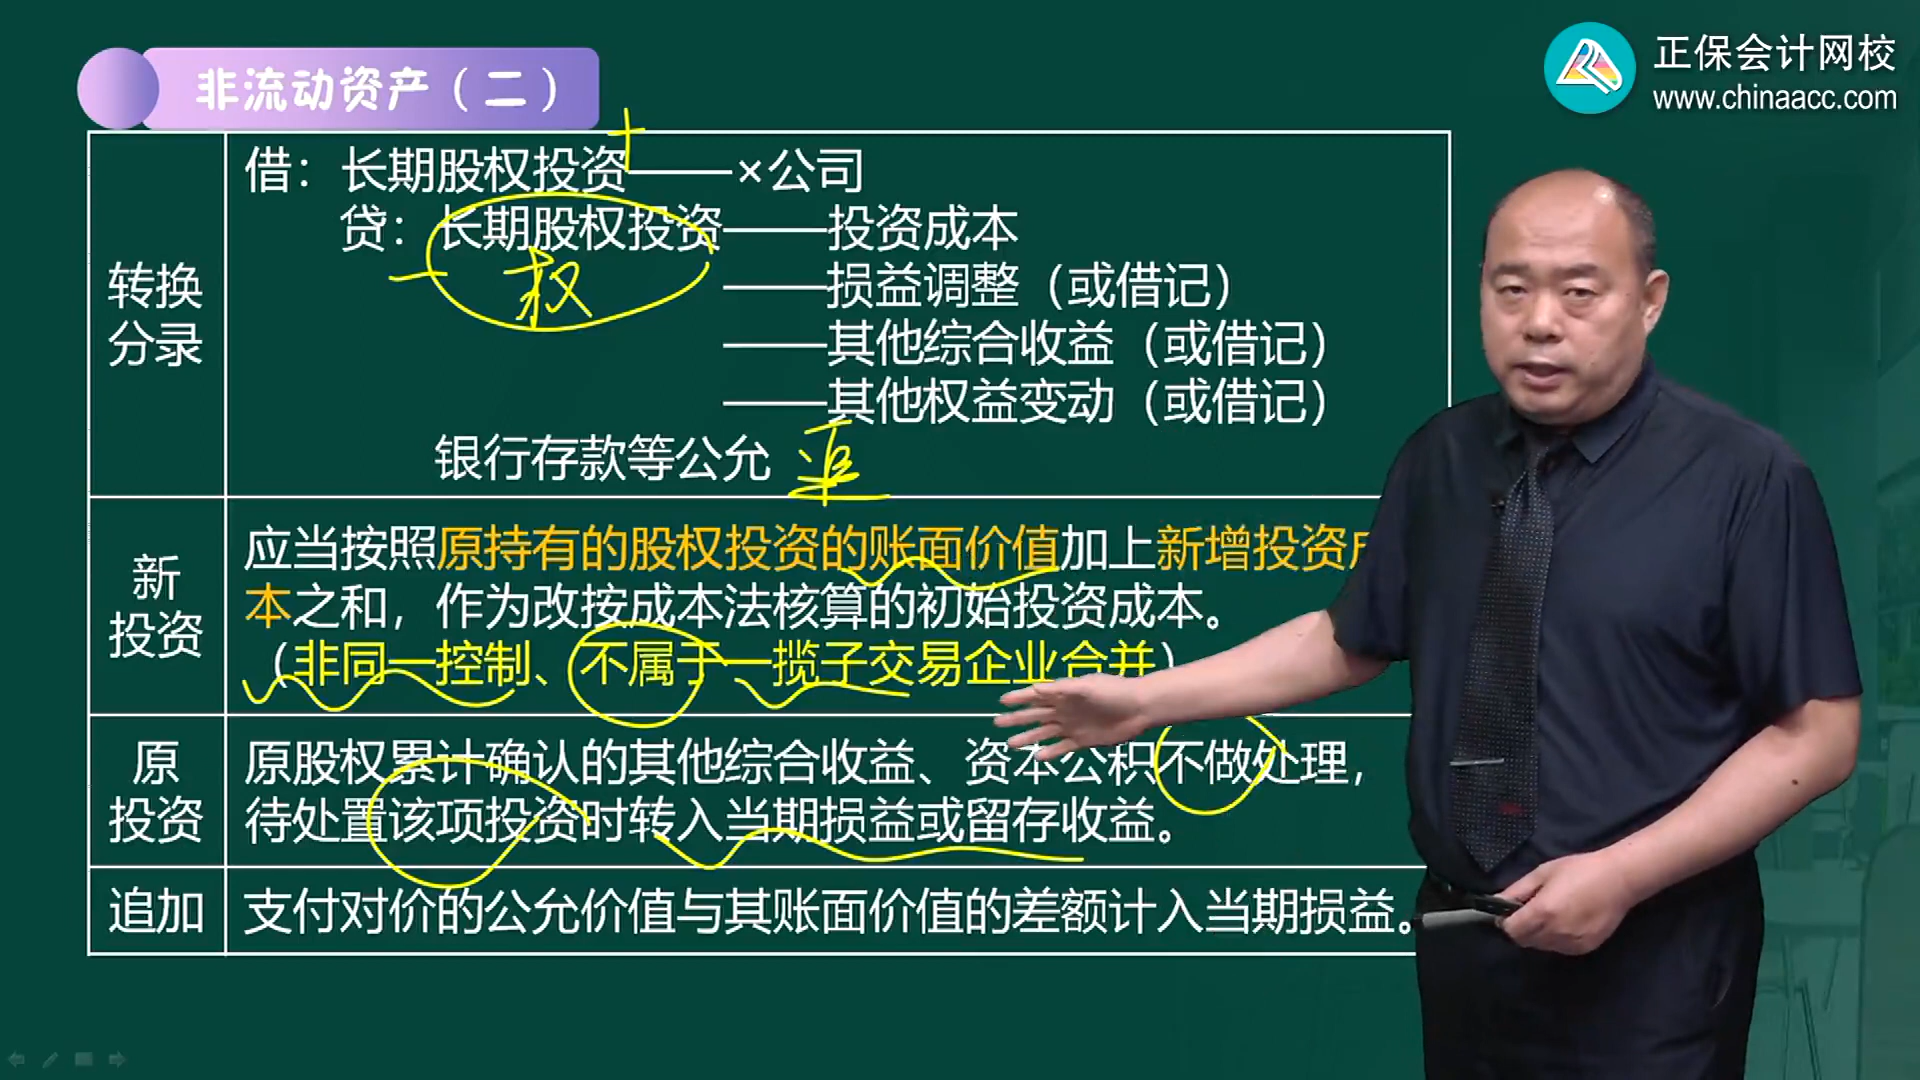 正保会计网校
www.chinaacc.com
非流动资产（二）
转换
分录
借：长期股权投资——×公司
贷：长期股权投资——投资成本
权
——损益调整（或借记）
——其他综合收益（或借记）
——其他权益变动（或借记）
银行存款等公允 追
新
投资
应当按照原持有的股权投资的账面价值加上新增投资
本之和，作为改按成本法核算的初始投资成本。
（非同一控制、不属于一揽子交易企业合并）
原
投资
原股权累计确认的其他综合收益、资本公积不做处理，
待处置该项投资时转入当期损益或留存收益。
追加
支付对价的公允价值与其账面价值的差额计入当期损益。